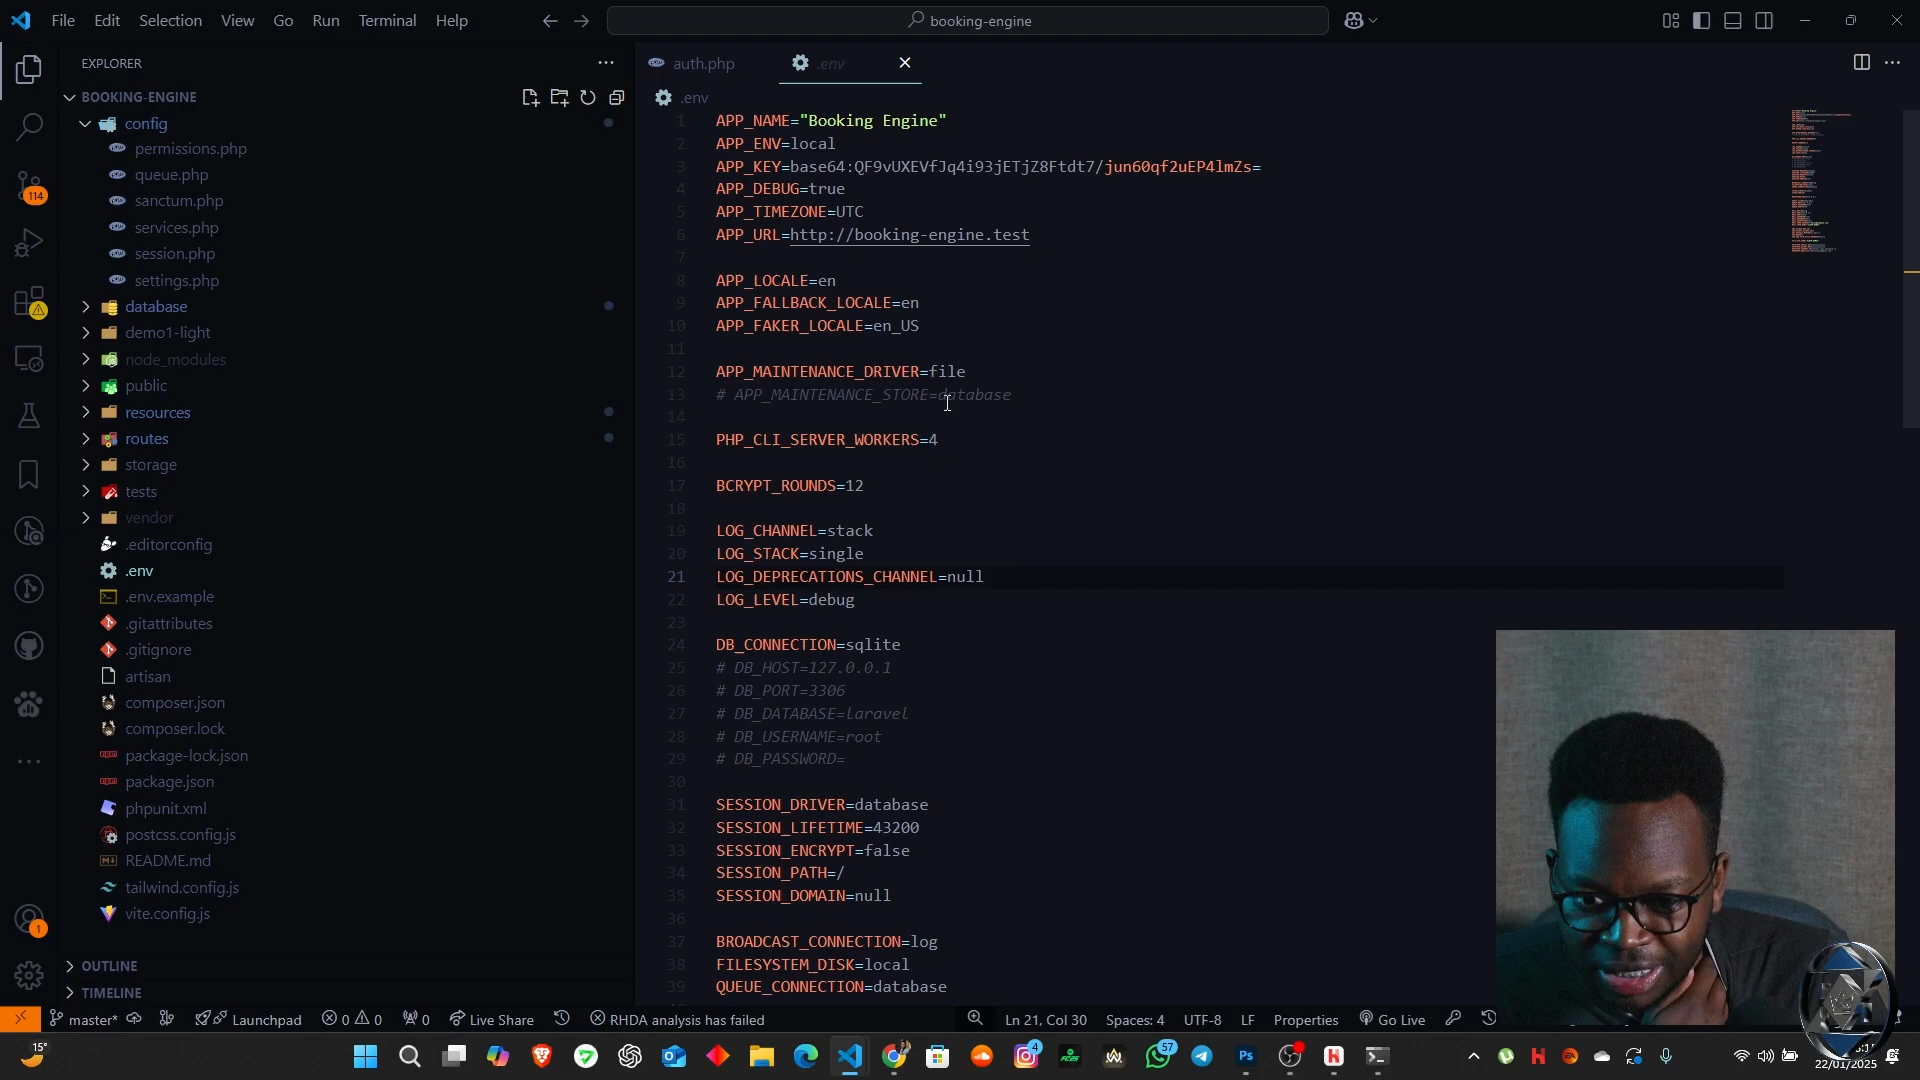 File Edit Selection View Go Run Terminal Help
booking-engine
EXPLORER
BOOKING-ENGINE
config
permissions.php
queue.php
sanctum.php
services.php
session.php
settings.php
database
demo1-light
node_modules
public
resources
routes
storage
tests
vendor
.editorconfig
.env
.env.example
.gitattributes
.gitignore
artisan
composer.json
composer.lock
package-lock.json
package.json
phpunit.xml
postcss.config.js
README.md
tailwind.config.js
vite.config.js
OUTLINE
TIMELINE
114
1
auth.php
.env
.env
1 APP_NAME="Booking Engine"
2 APP_ENV=local
3 APP_KEY=base64:QF9vUXEVfJq4i93jETjZ8Ftdt7/jun60qf2uEP4lmZs=
4 APP_DEBUG=true
5 APP_TIMEZONE=UTC
6 APP_URL=http://booking-engine.test
7
8 APP_LOCALE=en
9 APP_FALLBACK_LOCALE=en
10 APP_FAKER_LOCALE=en_US
11
12 APP_MAINTENANCE_DRIVER=file
13 # APP_MAINTENANCE_STORE=database
14
15 PHP_CLI_SERVER_WORKERS=4
16
17 BCRYPT_ROUNDS=12
18
19 LOG_CHANNEL=stack
20 LOG_STACK=single
21 LOG_DEPRECATIONS_CHANNEL=null
22 LOG_LEVEL=debug
23
24 DB_CONNECTION=sqlite
25 # DB_HOST=127.0.0.1
26 # DB_PORT=3306
27 # DB_DATABASE=laravel
28 # DB_USERNAME=root
29 # DB_PASSWORD=
30
31 SESSION_DRIVER=database
32 SESSION_LIFETIME=43200
33 SESSION_ENCRYPT=false
34 SESSION_PATH=/
35 SESSION_DOMAIN=null
36
37 BROADCAST_CONNECTION=log
38 FILESYSTEM_DISK=local
39 QUEUE_CONNECTION=database
master* Launchpad 0 0 0 Live Share RHDA analysis has failed Ln 21, Col 30 Spaces: 4 UTF-8 LF Properties Go Live
15°
4
57
22/01/2025